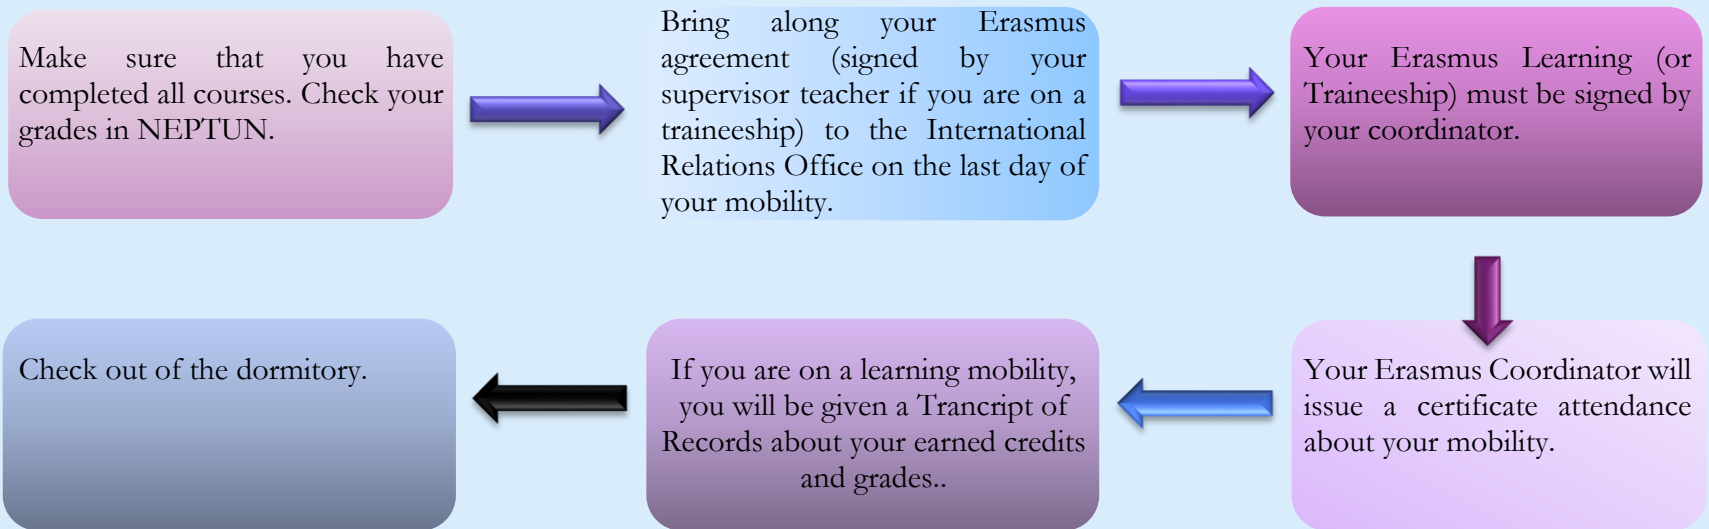 Make sure that you have
completed all courses. Check your
grades in NEPTUN.
Bring along your Erasmus
agreement (signed by your
supervisor teacher if you are on a
traineeship) to the International
Relations Office on the last day of
your mobility.
Your Erasmus Learning (or
Traineeship) must be signed by
your coordinator.
Your Erasmus Coordinator will
issue a certificate attendance
about your mobility.
If you are on a learning mobility,
you will be given a Trancript of
Records about your earned credits
and grades..
Check out of the dormitory.